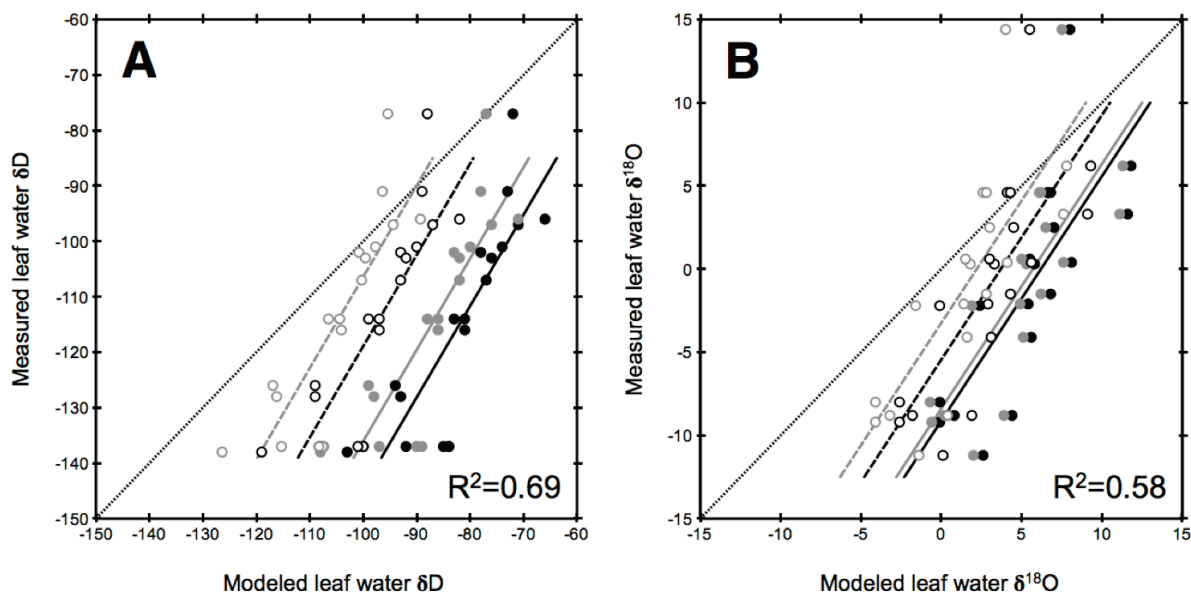 A
Measured leaf water δD
-60
-70
-80
-90
-100
-110
-120
-130
-140
-150
-150 -140 -130 -120 -110 -100 -90 -80 -70 -60
R²=0.69
Modeled leaf water δD
B
Measured leaf water δ¹⁸O
15
10
5
0
-5
-10
-15
-15 -10 -5 0 5 10 15
R²=0.58
Modeled leaf water δ¹⁸O